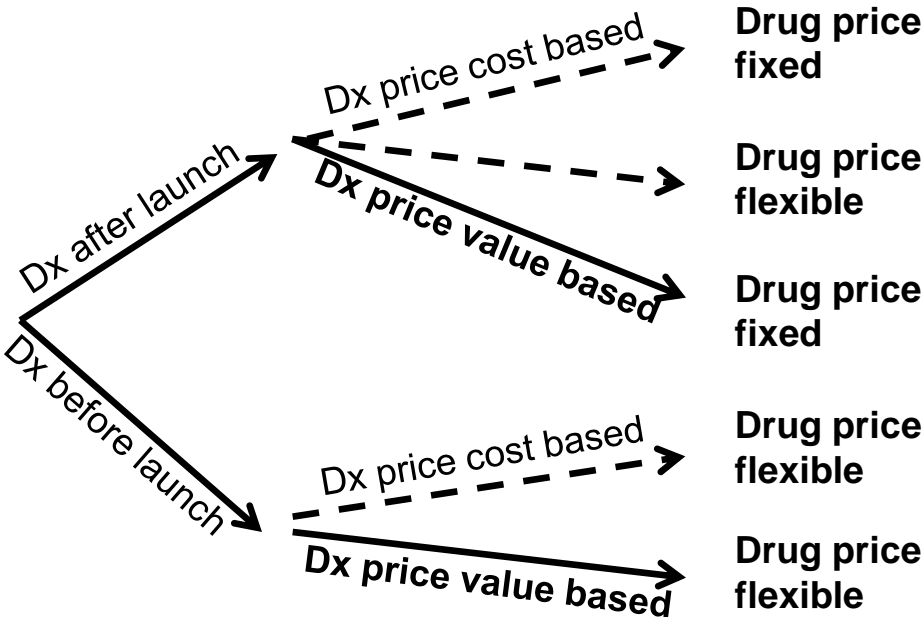 Dx price cost based
Drug price
fixed
Dx after launch
Drug price
flexible
Dx price value based
Drug price
fixed
Dx before launch
Dx price cost based
Drug price
flexible
Dx price value based
Drug price
flexible